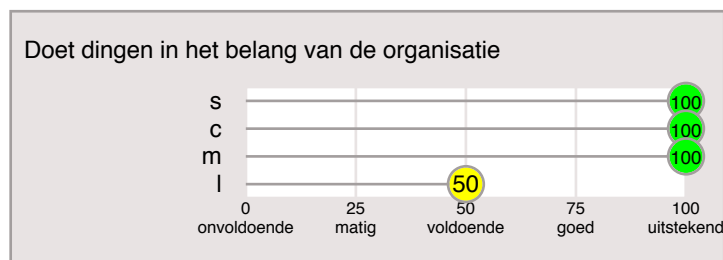 Doet dingen in het belang van de organisatie
s 100
c 100
m 100
l 50
0 25 50 75 100
onvoldoende matig voldoende goed uitstekend